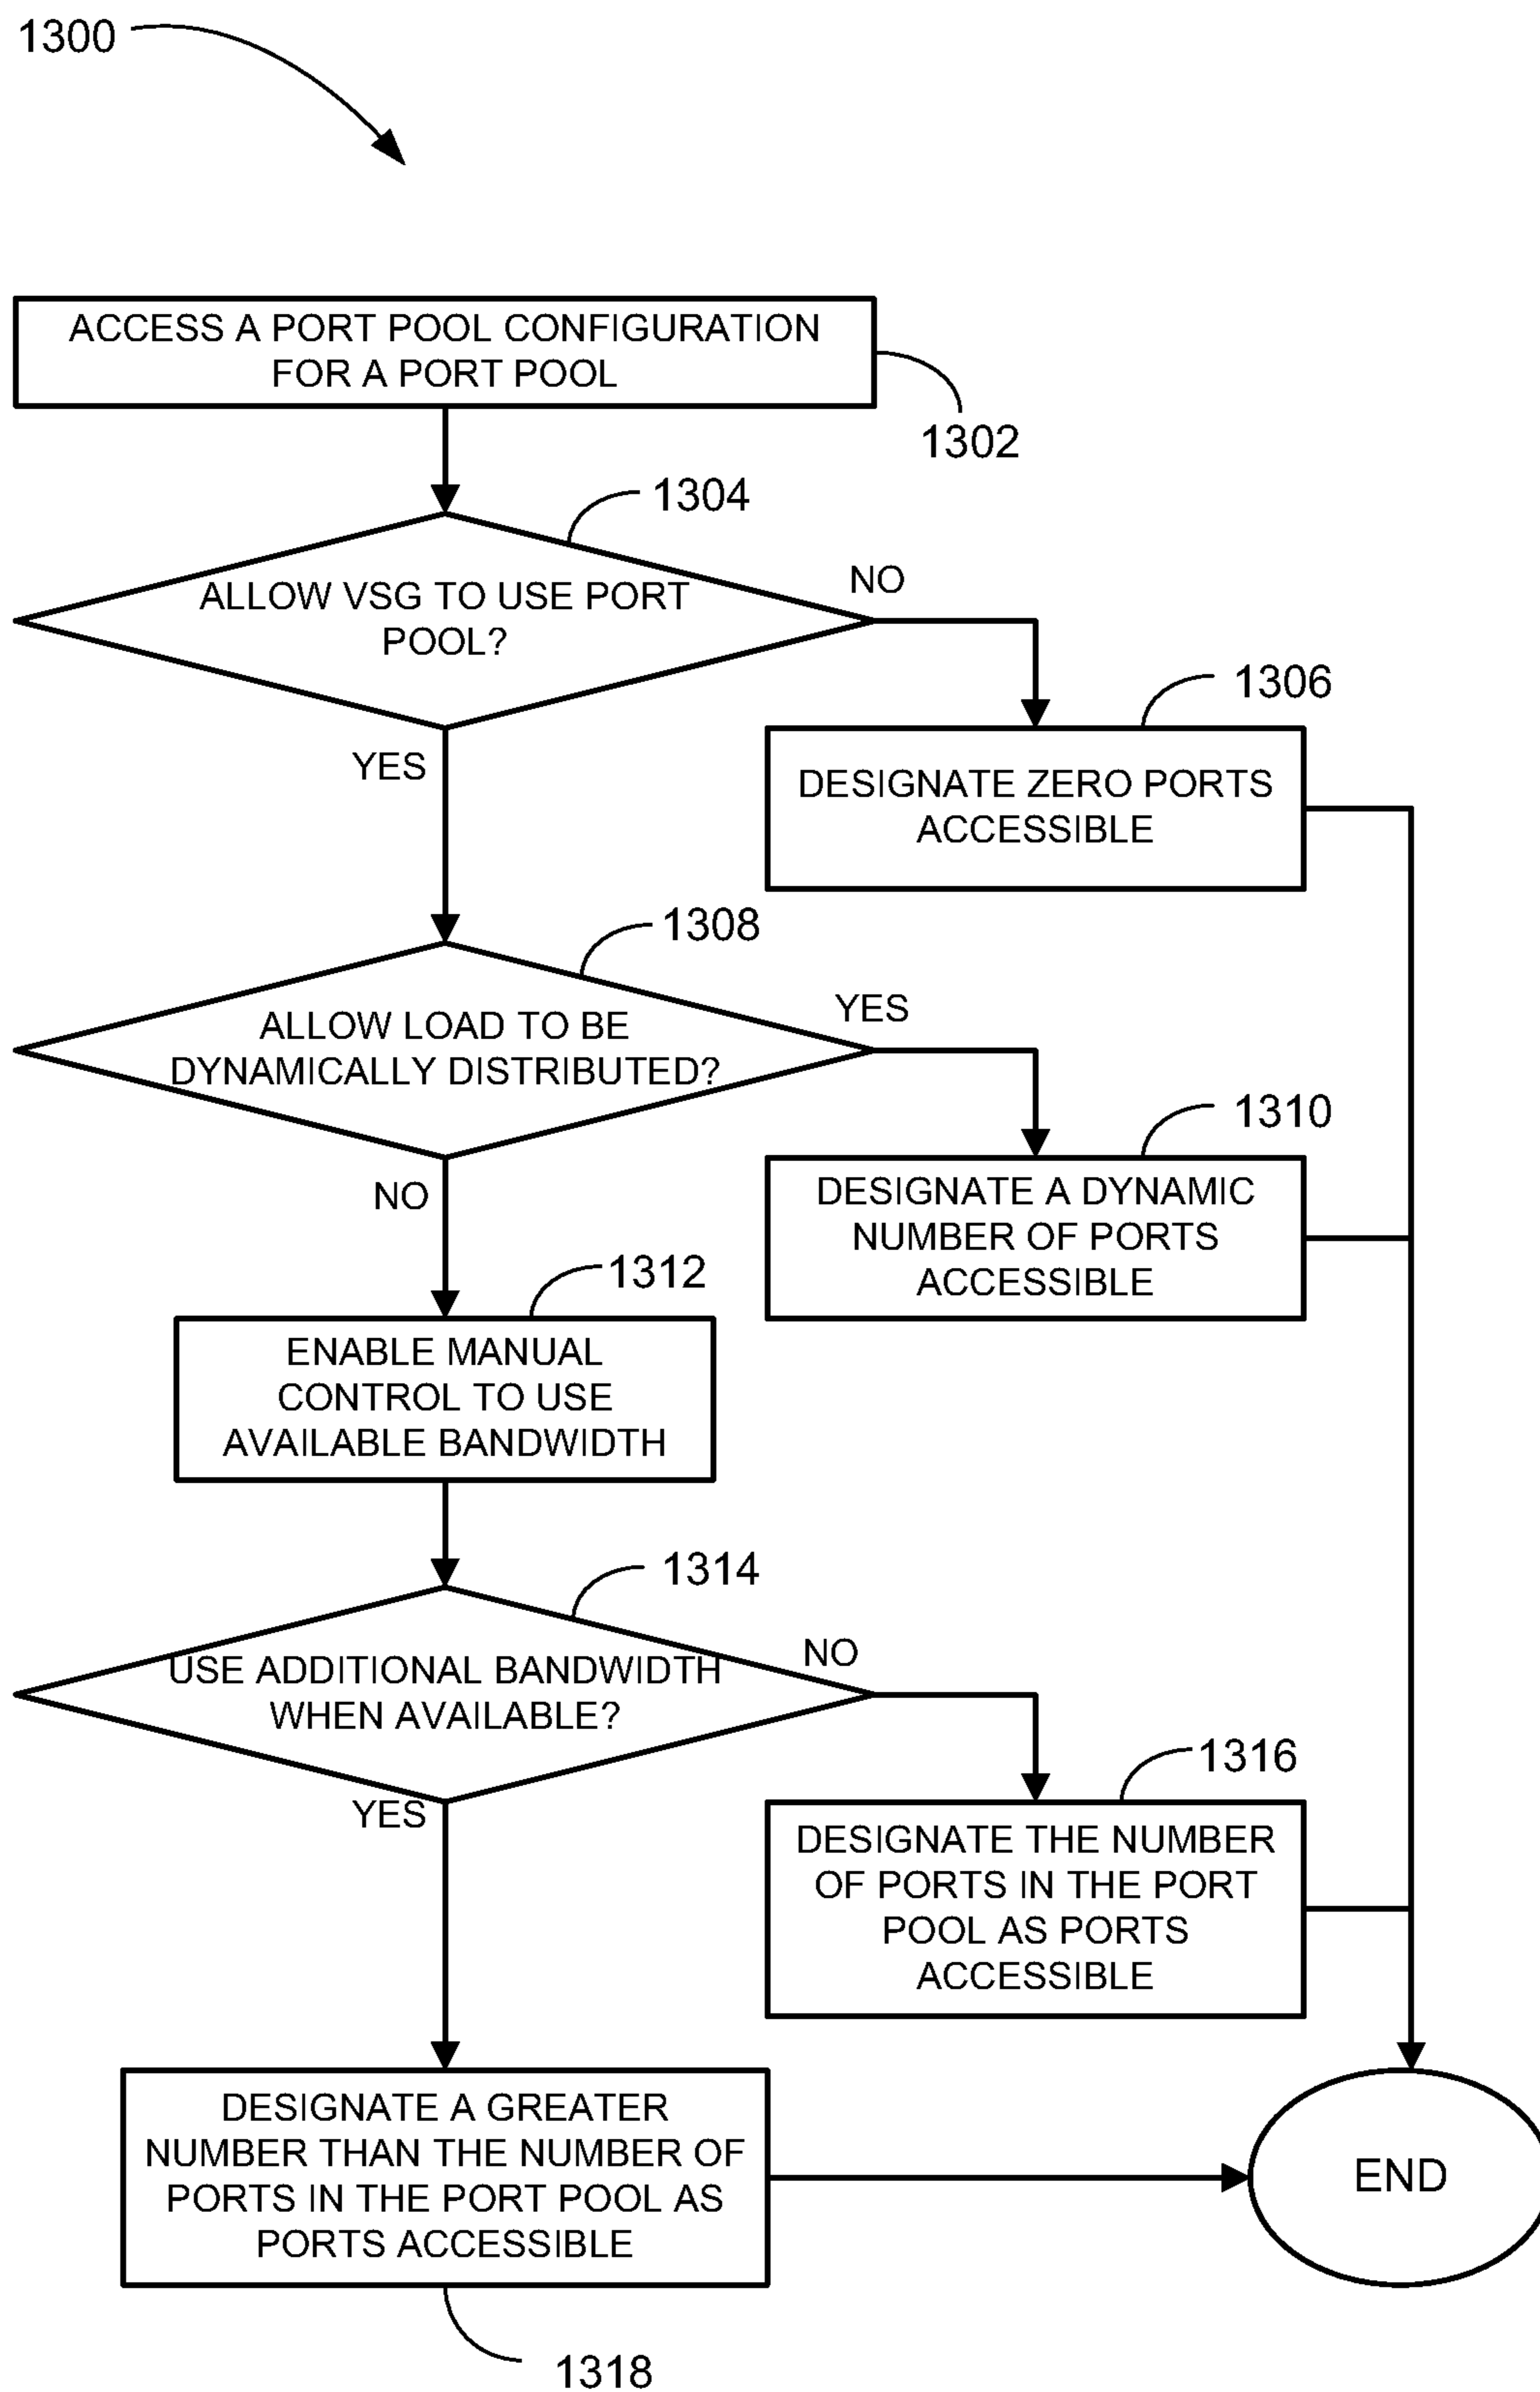 1300
ACCESS A PORT POOL CONFIGURATION
FOR A PORT POOL
1302
1304
ALLOW VSG TO USE PORT
POOL?
NO
YES
1306
DESIGNATE ZERO PORTS
ACCESSIBLE
1308
ALLOW LOAD TO BE
DYNAMICALLY DISTRIBUTED?
YES
NO
1310
DESIGNATE A DYNAMIC
NUMBER OF PORTS
ACCESSIBLE
1312
ENABLE MANUAL
CONTROL TO USE
AVAILABLE BANDWIDTH
1314
USE ADDITIONAL BANDWIDTH
WHEN AVAILABLE?
NO
YES
1316
DESIGNATE THE NUMBER
OF PORTS IN THE PORT
POOL AS PORTS
ACCESSIBLE
DESIGNATE A GREATER
NUMBER THAN THE NUMBER OF
PORTS IN THE PORT POOL AS
PORTS ACCESSIBLE
END
1318